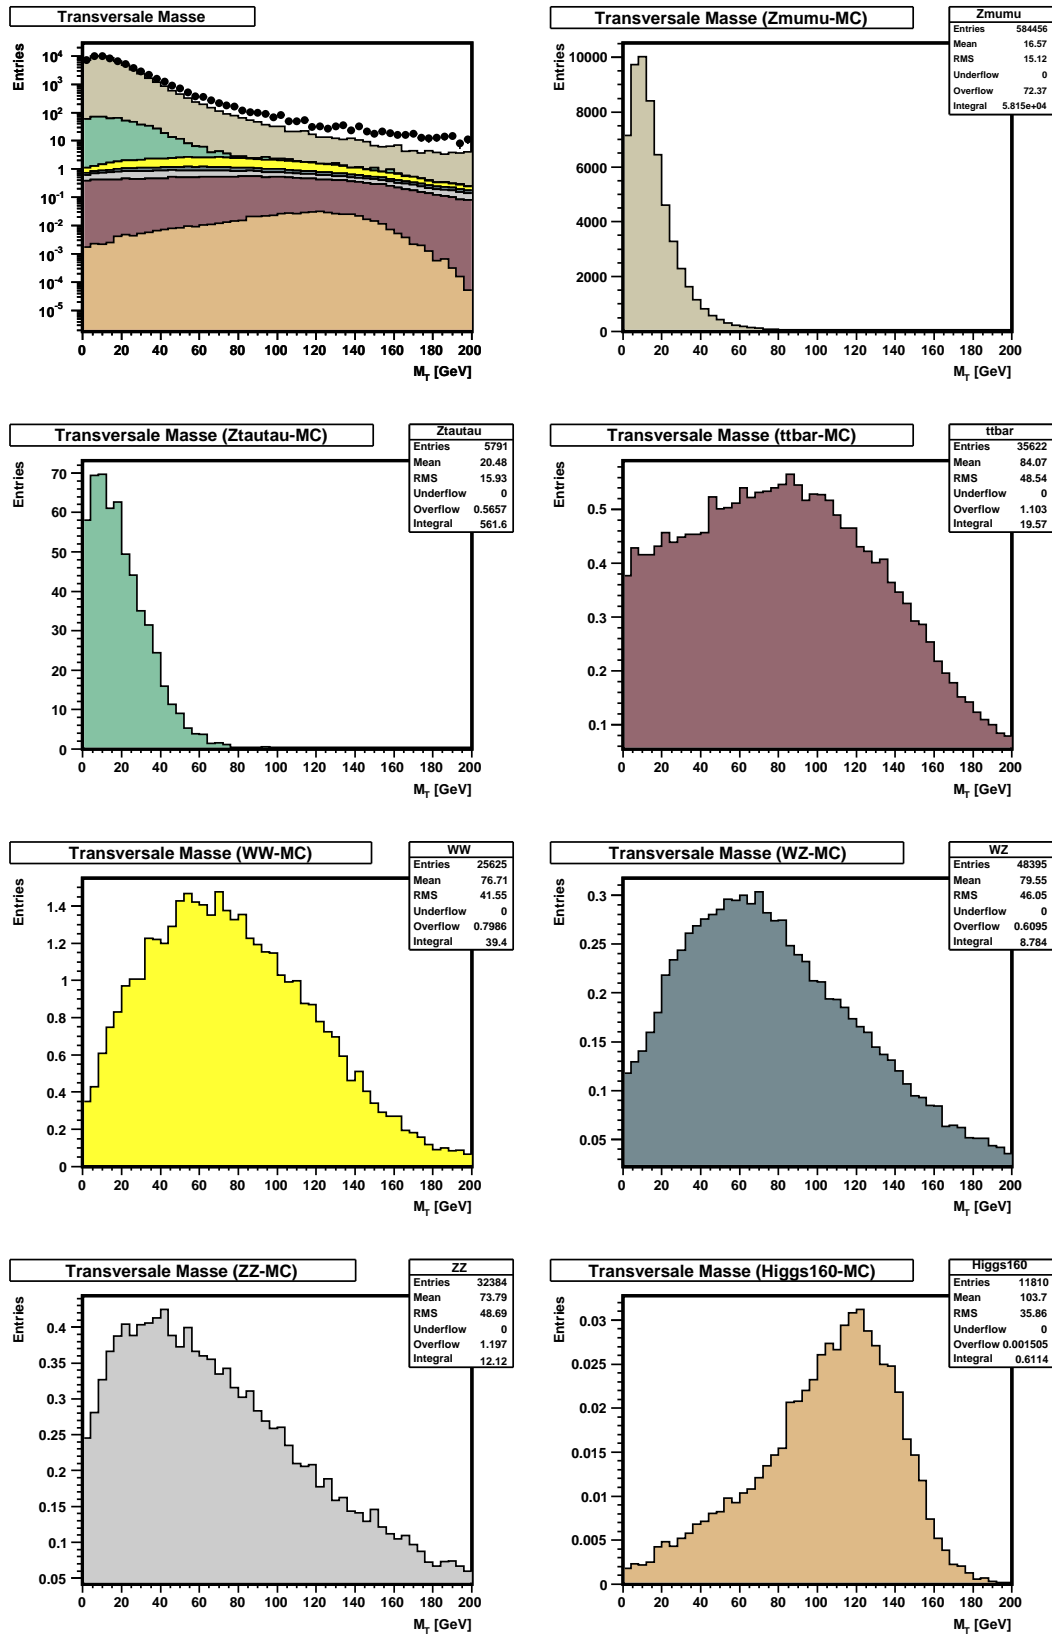 Transversale Masse
Entries
10^4
10^3
10^2
10
1
10^-1
10^-2
10^-3
10^-4
10^-5
0 20 40 60 80 100 120 140 160 180 200
M_T [GeV]
Transversale Masse (Zmumu-MC)
Zmumu
Entries 584456
Mean 16.57
RMS 15.12
Underflow 0
Overflow 72.37
Integral 5.815e+04
Entries
10000
8000
6000
4000
2000
0
0 20 40 60 80 100 120 140 160 180 200
M_T [GeV]
Transversale Masse (Ztautau-MC)
Ztautau
Entries 5791
Mean 20.48
RMS 15.93
Underflow 0
Overflow 0.5657
Integral 561.6
Entries
70
60
50
40
30
20
10
0
0 20 40 60 80 100 120 140 160 180 200
M_T [GeV]
Transversale Masse (ttbar-MC)
ttbar
Entries 35622
Mean 84.07
RMS 48.54
Underflow 0
Overflow 1.103
Integral 19.57
Entries
0.5
0.4
0.3
0.2
0.1
0 20 40 60 80 100 120 140 160 180 200
M_T [GeV]
Transversale Masse (WW-MC)
WW
Entries 25625
Mean 76.71
RMS 41.55
Underflow 0
Overflow 0.7986
Integral 39.4
Entries
1.4
1.2
1
0.8
0.6
0.4
0.2
0
0 20 40 60 80 100 120 140 160 180 200
M_T [GeV]
Transversale Masse (WZ-MC)
WZ
Entries 48395
Mean 79.55
RMS 46.05
Underflow 0
Overflow 0.6095
Integral 8.784
Entries
0.3
0.25
0.2
0.15
0.1
0.05
0 20 40 60 80 100 120 140 160 180 200
M_T [GeV]
Transversale Masse (ZZ-MC)
ZZ
Entries 32384
Mean 73.79
RMS 48.69
Underflow 0
Overflow 1.197
Integral 12.12
Entries
0.4
0.35
0.3
0.25
0.2
0.15
0.1
0.05
0 20 40 60 80 100 120 140 160 180 200
M_T [GeV]
Transversale Masse (Higgs160-MC)
Higgs160
Entries 11810
Mean 103.7
RMS 35.86
Underflow 0
Overflow 0.001505
Integral 0.6114
Entries
0.03
0.025
0.02
0.015
0.01
0.005
0
0 20 40 60 80 100 120 140 160 180 200
M_T [GeV]